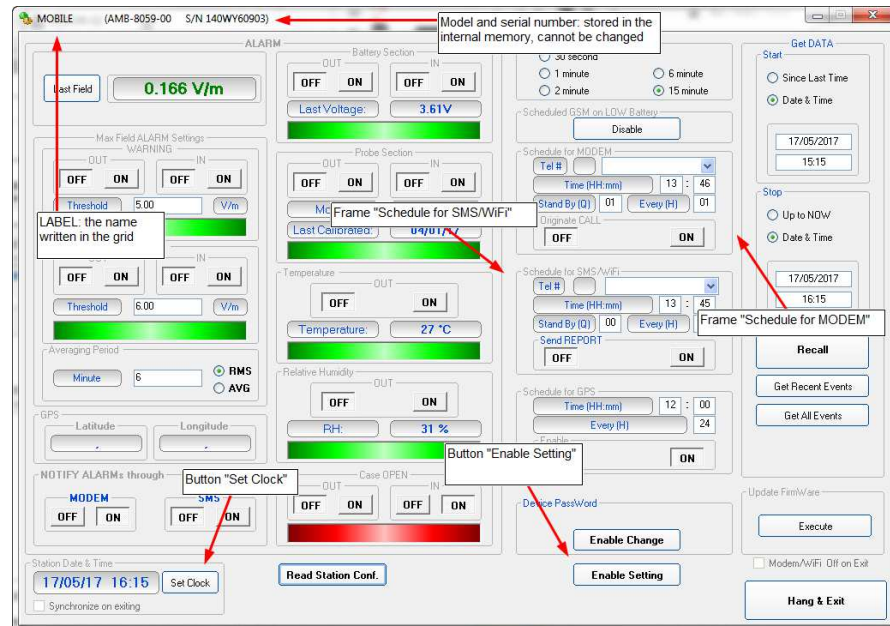 MOBILE (AMB-8059-00 S/N 140WY60903)
Model and serial number: stored in the
internal memory, cannot be changed
ALARM
Last Field
0.166 V/m
Max Field ALARM Settings
WARNING
OUT IN
OFF ON OFF ON
Threshold 5.00 V/m
LABEL: the name
written in the grid
IN
OFF ON OFF ON
Threshold 6.00 V/m
Averaging Period
Minute 6
RMS
AVG
GPS
Latitude Longitude
, ,
NOTIFY ALARMs through
MODEM SMS
OFF ON OFF ON
Button "Set Clock"
Station Date & Time
17/05/17 16:15 Set Clock
Synchronize on exiting
Battery Section
OUT IN
OFF ON OFF ON
Last Voltage: 3.61V
Probe Section
OUT IN
OFF ON OFF ON
Frame "Schedule for SMS/WiFi"
Last Calibrated: 04/01/17
Temperature
OUT
OFF ON
Temperature: 27 °C
Relative Humidity
OUT
OFF ON
RH: 31 %
Case OPEN
OUT IN
OFF ON OFF ON
Read Station Conf.
30 second
1 minute 6 minute
2 minute 15 minute
Scheduled GSM on LOW Battery
Disable
Schedule for MODEM
Tel #
Time (HH:mm) 13 : 46
Stand By (Q) 01 Every (H) 01
Originate CALL
OFF ON
Schedule for SMS/WiFi
Tel #
Time (HH:mm) 13 : 45
Stand By (Q) 00 Every (H)
Send REPORT
OFF ON
Frame "Schedule for MODEM"
Schedule for GPS
Time (HH:mm) 12 : 00
Every (H) 24
Enable
ON
Button "Enable Setting"
Device PassWord
Enable Change
Enable Setting
Get DATA
Start
Since Last Time
Date & Time
17/05/2017
15:15
Stop
Up to NOW
Date & Time
17/05/2017
16:15
Recall
Get Recent Events
Get All Events
Update FirmWare
Execute
Modem/WiFi Off on Exit
Hang & Exit